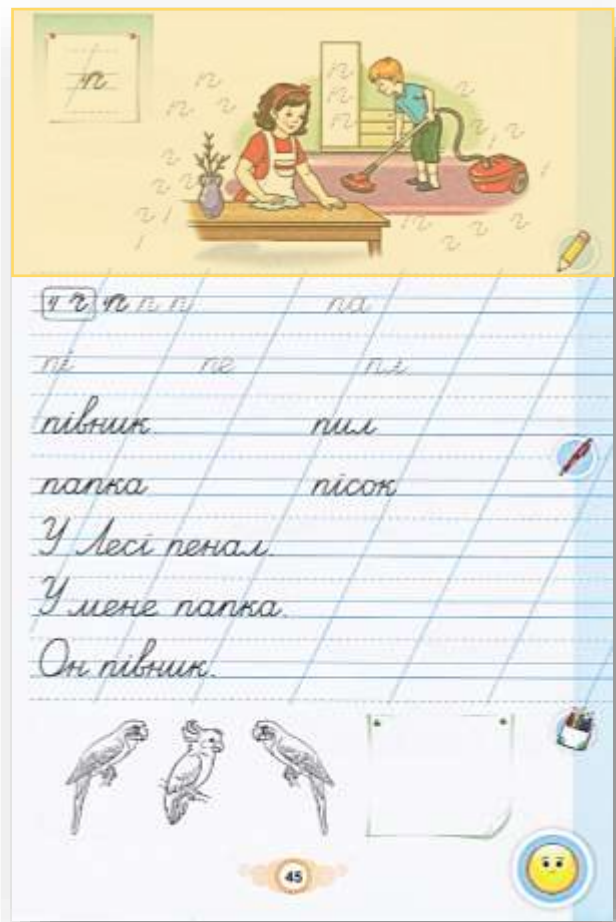 п
п п п па
пі пе пл
півник пил
папка пісок
У Лесі пенал.
У мене папка.
Он півник.
45